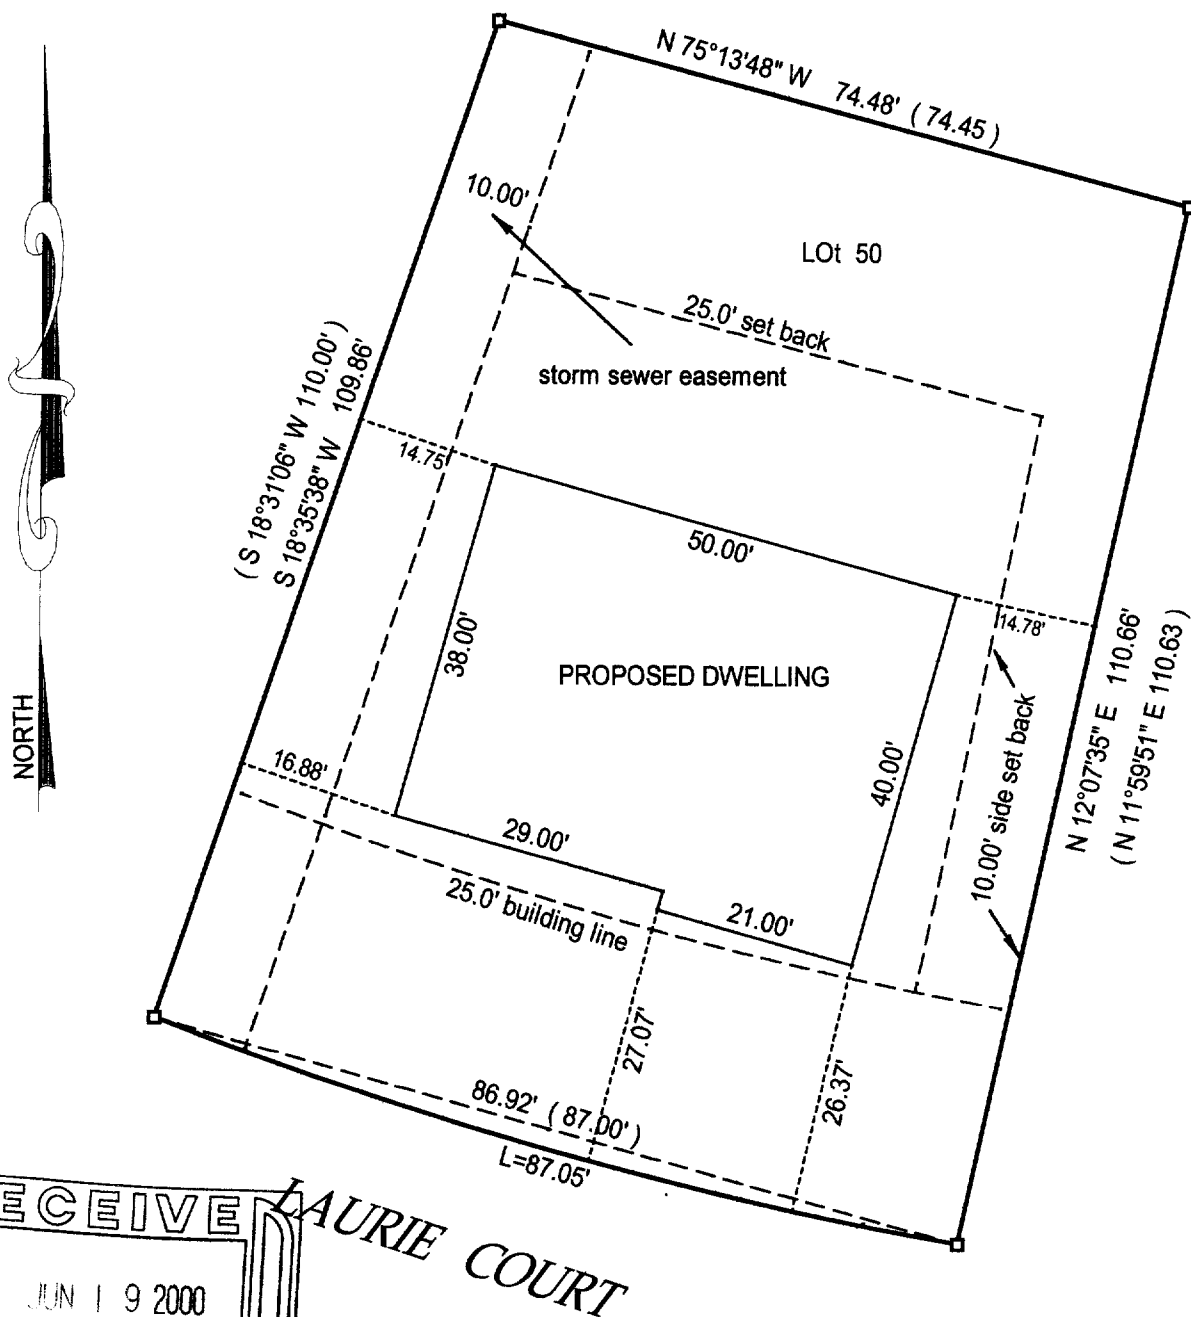 N 75°13'48" W 74.48' ( 74.45 )
10.00'
LOt 50
25.0' set back
storm sewer easement
( S 18°31'06" W 110.00' )
S 18°35'38" W 109.86'
14.75'
50.00'
14.78'
38.00'
PROPOSED DWELLING
N 12°07'35" E 110.66'
( N 11°59'51" E 110.63 )
NORTH
10.00' side set back
40.00'
16.88'
29.00'
25.0' building line
21.00'
27.07'
26.37'
86.92' ( 87.00' )
L=87.05'
LAURIE COURT
ECEIVE
JUN 19 2000